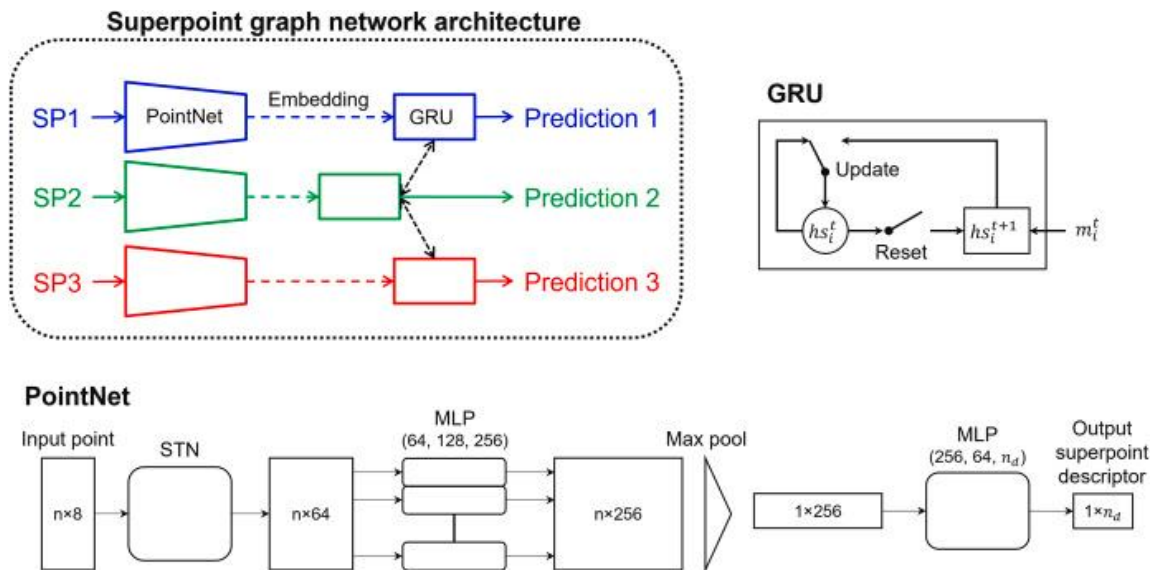 Superpoint graph network architecture
SP1
PointNet
Embedding
GRU
Prediction 1
SP2
Prediction 2
SP3
Prediction 3
GRU
Update
hs_i^t
Reset
hs_i^{t+1}
m_i^t
PointNet
Input point
n×8
STN
n×64
MLP
(64, 128, 256)
n×256
Max pool
1×256
MLP
(256, 64, n_d)
Output
superpoint
descriptor
1×n_d